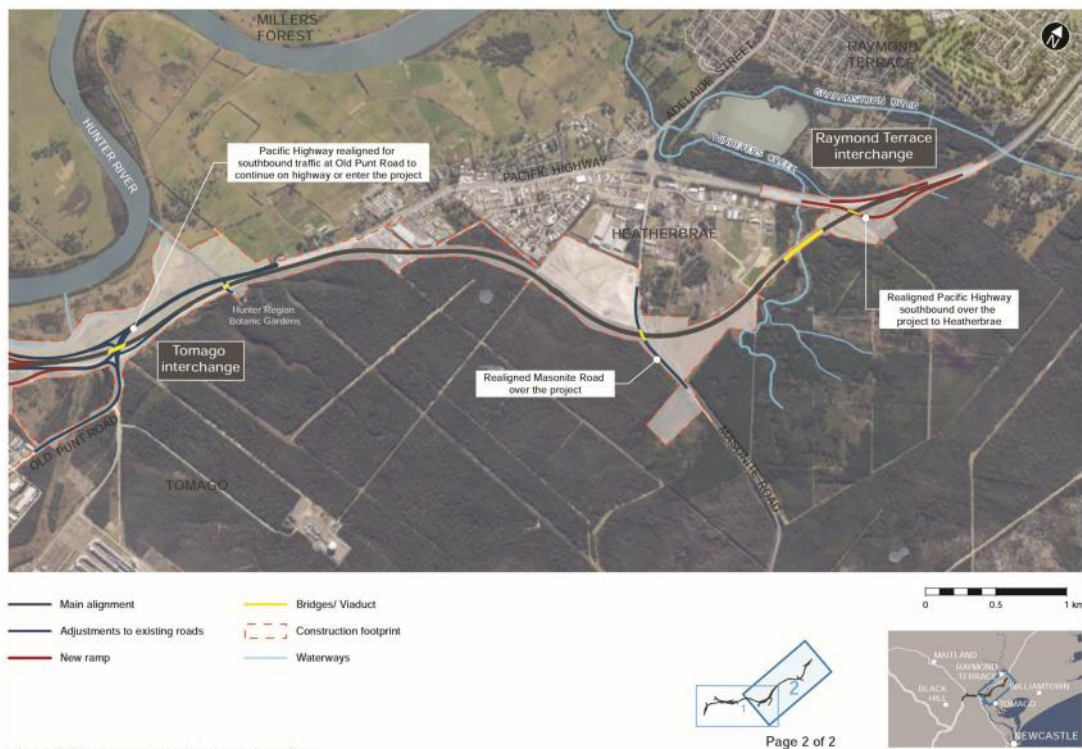 MILLERS
FOREST
RAYMOND
TERRACE
N
ADELAIDE STREET
GRAHAMSTOWN DRAIN
HUNTER RIVER
Pacific Highway realigned for
southbound traffic at Old Punt Road to
continue on highway or enter the project
WINDEYERS CREEK
Raymond Terrace
interchange
PACIFIC HIGHWAY
HEATHERBRAE
Hunter Region
Botanic Gardens
Realigned Pacific Highway
southbound over the
project to Heatherbrae
Tomago
interchange
Realigned Masonite Road
over the project
OLD PUNT ROAD
MASONITE ROAD
TOMAGO
Main alignment
Bridges/ Viaduct
0 0.5 1 km
Adjustments to existing roads
Construction footprint
New ramp
Waterways
MAITLAND
RAYMOND
TERRACE
WILLIAMTOWN
BLACK
HILL
TOMAGO
NEWCASTLE
1
2
Page 2 of 2